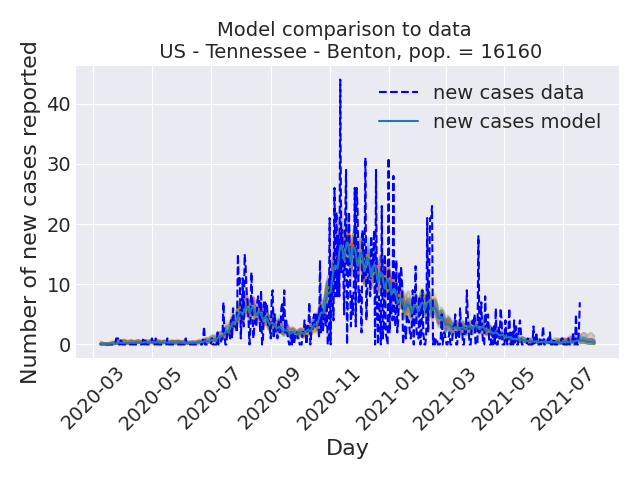 Model comparison to data
US - Tennessee - Benton, pop. = 16160
Number of new cases reported
40
30
20
10
0
new cases data
new cases model
2020-03
2020-05
2020-07
2020-09
2020-11
2021-01
2021-03
2021-05
2021-07
Day